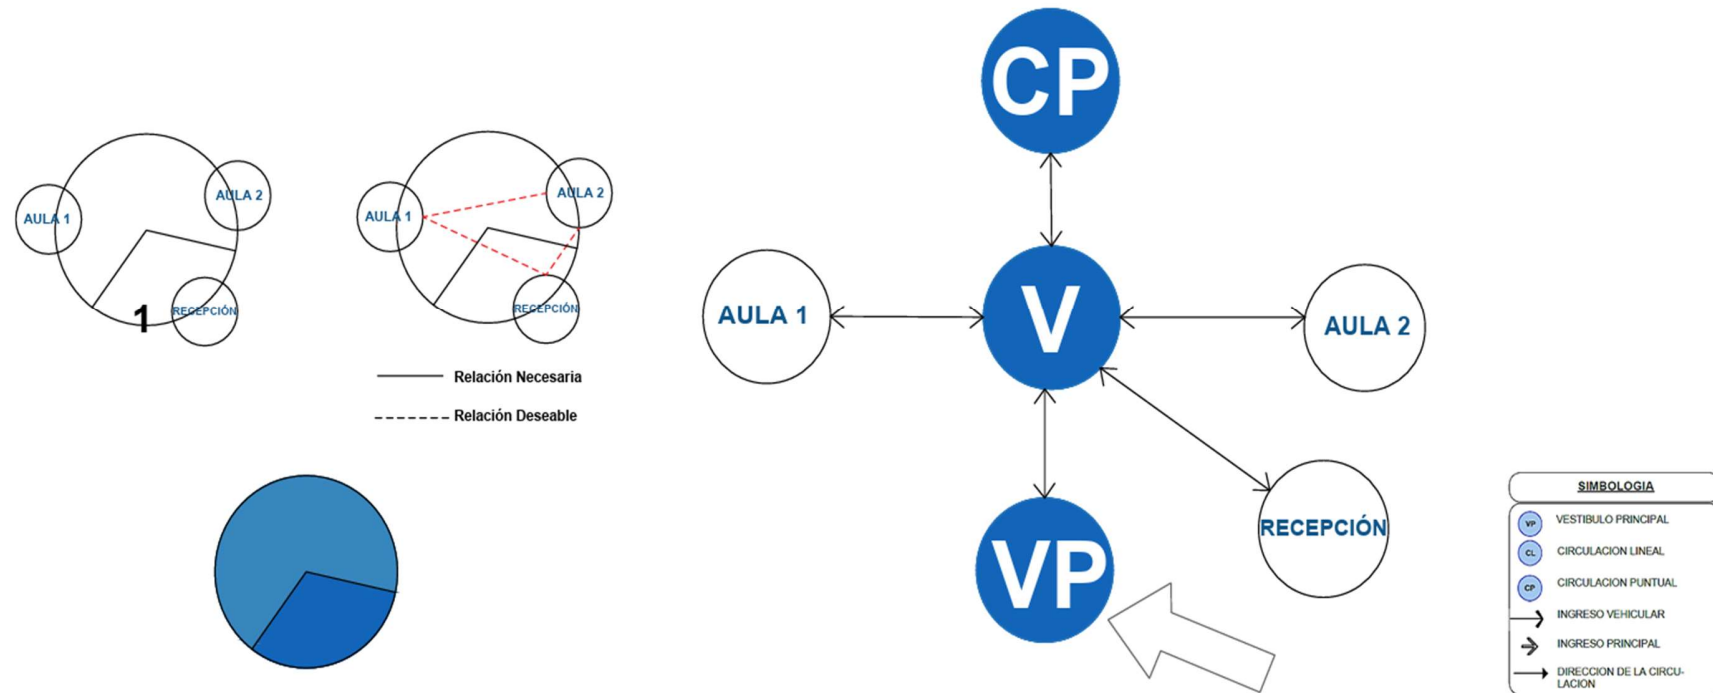 AULA 1
AULA 2
RECEPCIÓN
1
AULA 1
AULA 2
RECEPCIÓN
Relación Necesaria
Relación Deseable
CP
AULA 1
V
AULA 2
VP
RECEPCIÓN
SIMBOLOGIA
VP VESTIBULO PRINCIPAL
CL CIRCULACION LINEAL
CP CIRCULACION PUNTUAL
INGRESO VEHICULAR
INGRESO PRINCIPAL
DIRECCION DE LA CIRCU-
LACION